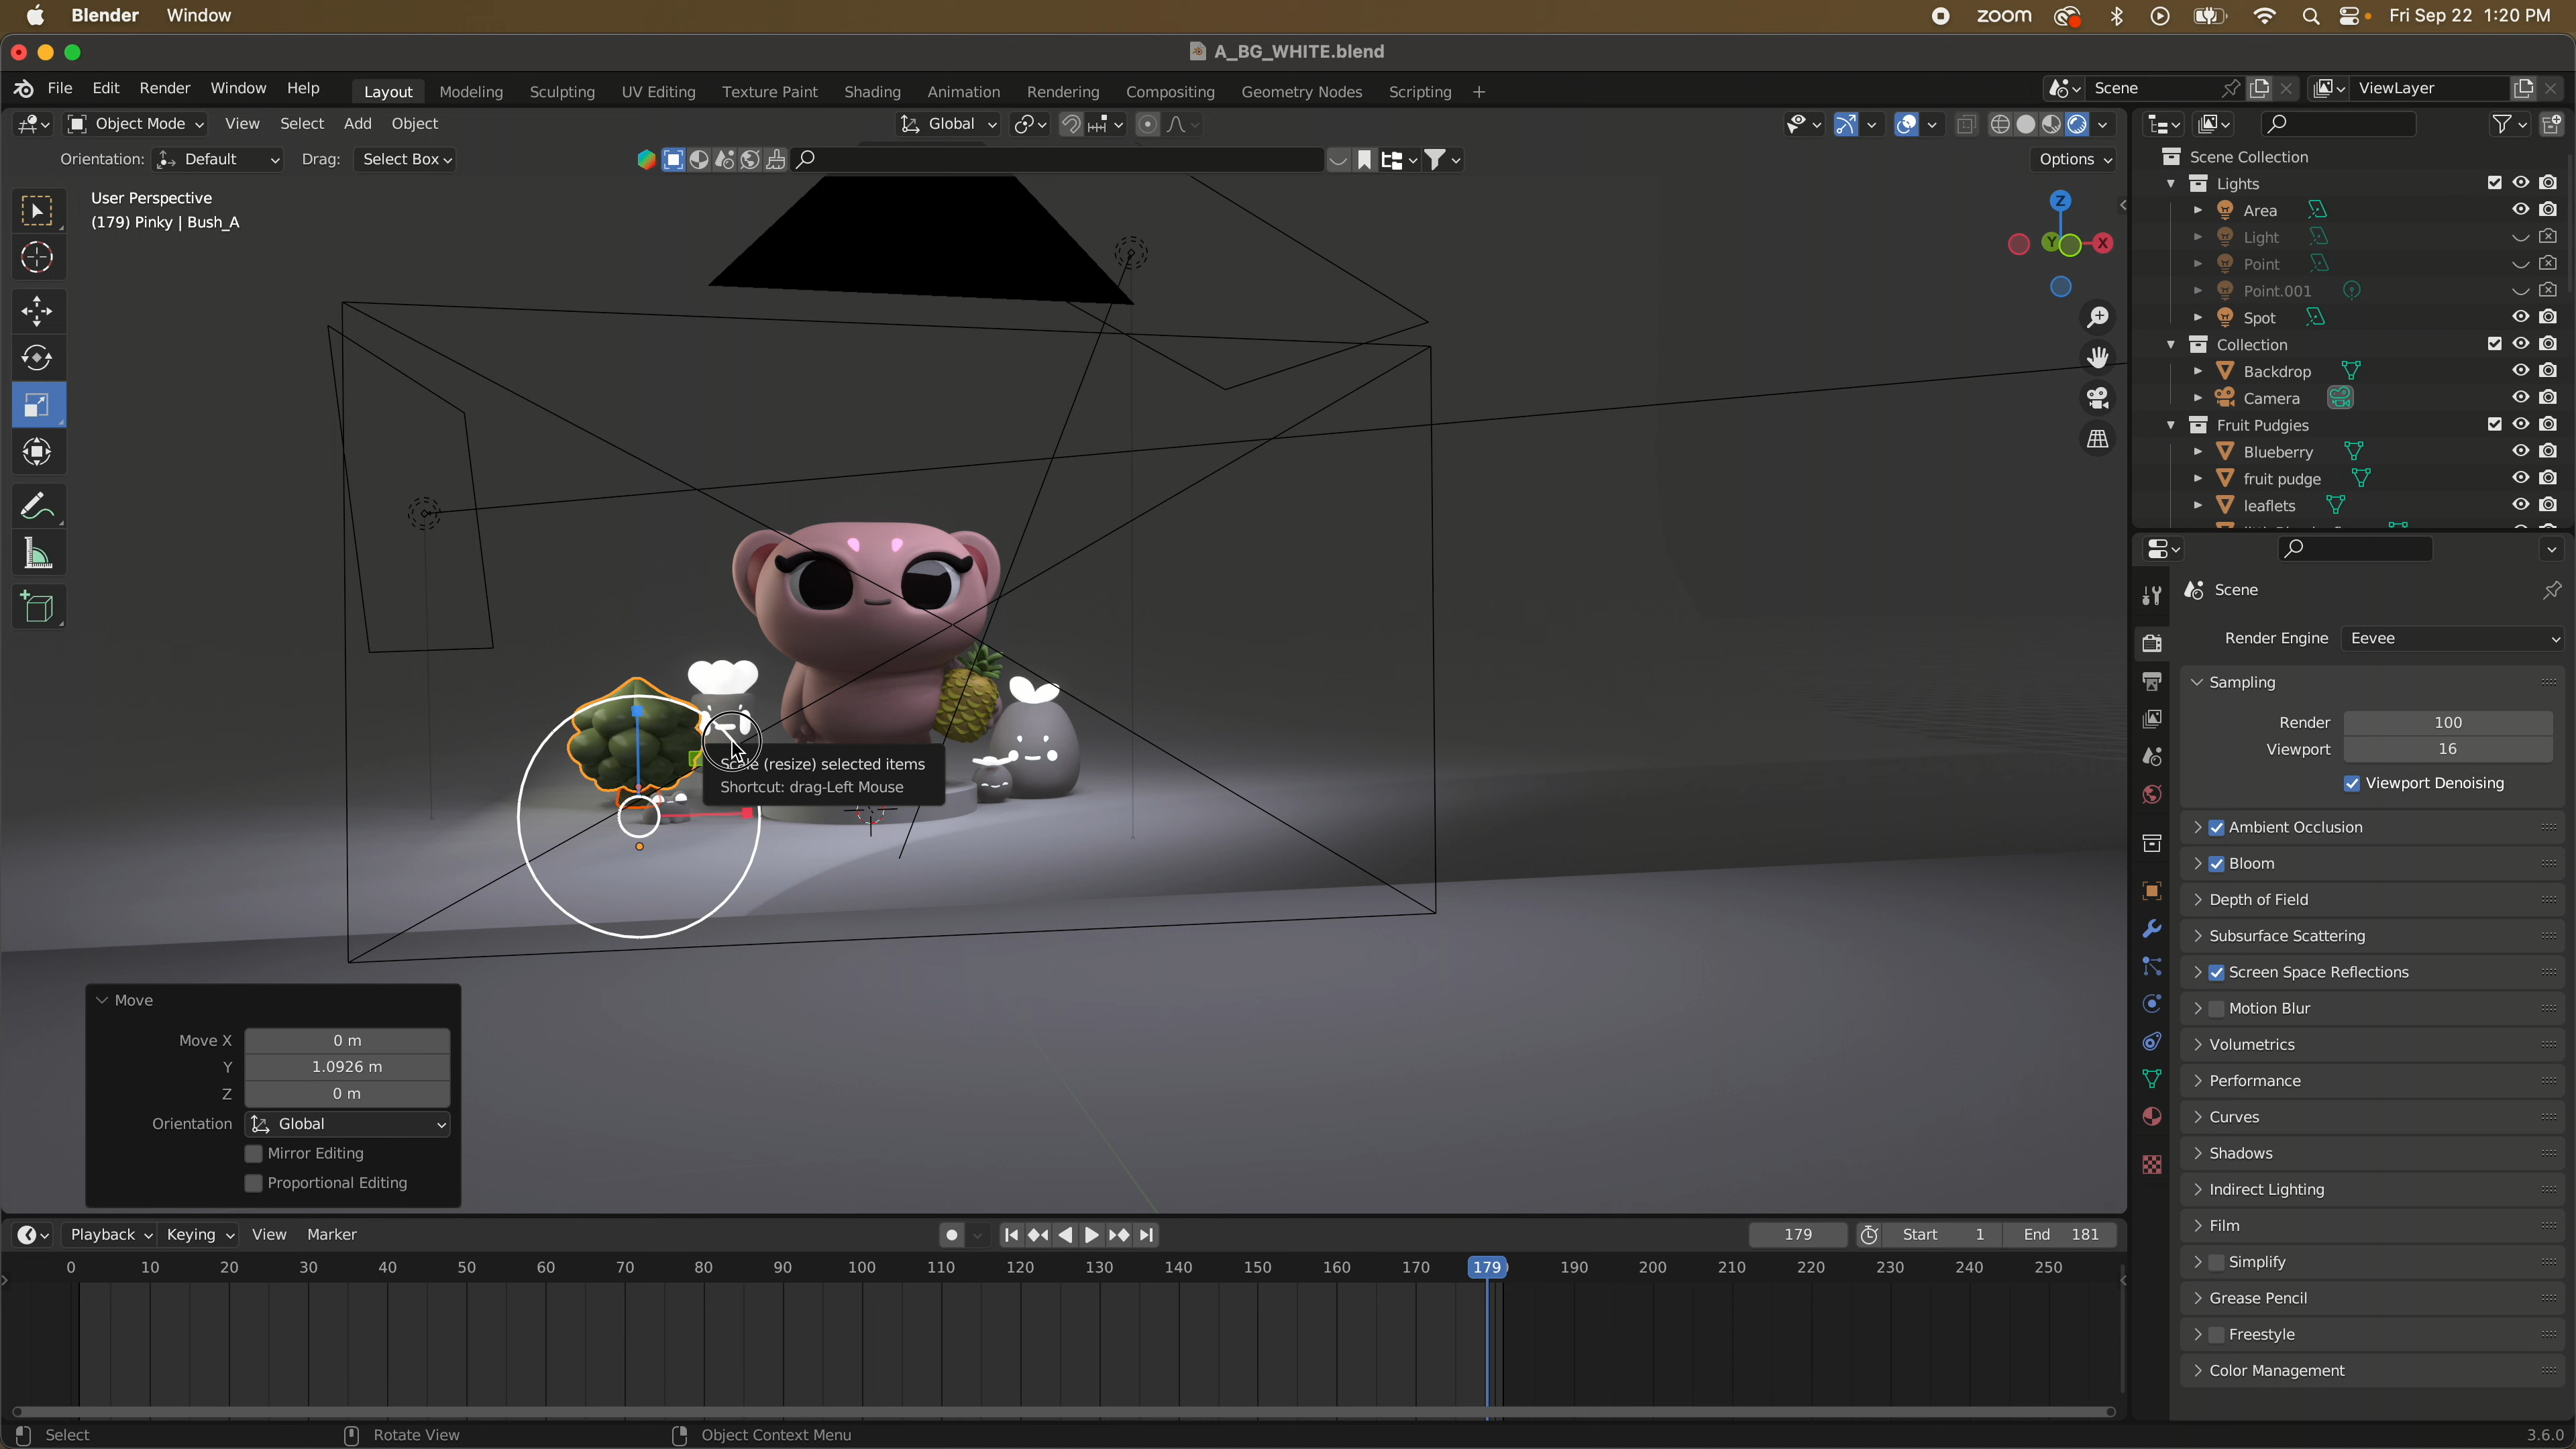 Blender Window
zoom Fri Sep 22 1:20 PM
A_BG_WHITE.blend
File Edit Render Window Help Layout Modeling Sculpting UV Editing Texture Paint Shading Animation Rendering Compositing Geometry Nodes Scripting +
Scene ViewLayer
Object Mode View Select Add Object Global
Orientation: Default Drag: Select Box
Options
User Perspective
(179) Pinky | Bush_A
Z
Y X
(resize) selected items
Shortcut: drag-Left Mouse
Move
Move X 0 m
Y 1.0926 m
Z 0 m
Orientation Global
Mirror Editing
Proportional Editing
Scene Collection
Lights
Area
Light
Point
Point.001
Spot
Collection
Backdrop
Camera
Fruit Pudgies
Blueberry
fruit pudge
leaflets
Scene
Render Engine Eevee
Sampling
Render 100
Viewport 16
Viewport Denoising
Ambient Occlusion
Bloom
Depth of Field
Subsurface Scattering
Screen Space Reflections
Motion Blur
Volumetrics
Performance
Curves
Shadows
Indirect Lighting
Film
Simplify
Grease Pencil
Freestyle
Color Management
Playback Keying View Marker
179 Start 1 End 181
0 10 20 30 40 50 60 70 80 90 100 110 120 130 140 150 160 170 179 190 200 210 220 230 240 250
Select Rotate View Object Context Menu
3.6.0